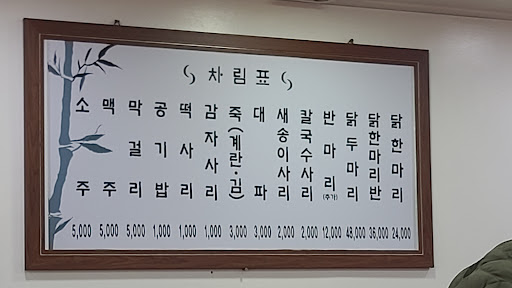 차림표
닭한마리
24,000
닭한마리반
36,000
닭두마리
48,000
반마리(추가)
12,000
칼국수사리
2,000
새송이사리
2,000
대파
3,000
죽(계란·김)
3,000
감자사리
1,000
떡사리
1,000
공기밥
1,000
막걸리
5,000
맥주
5,000
소주
5,000